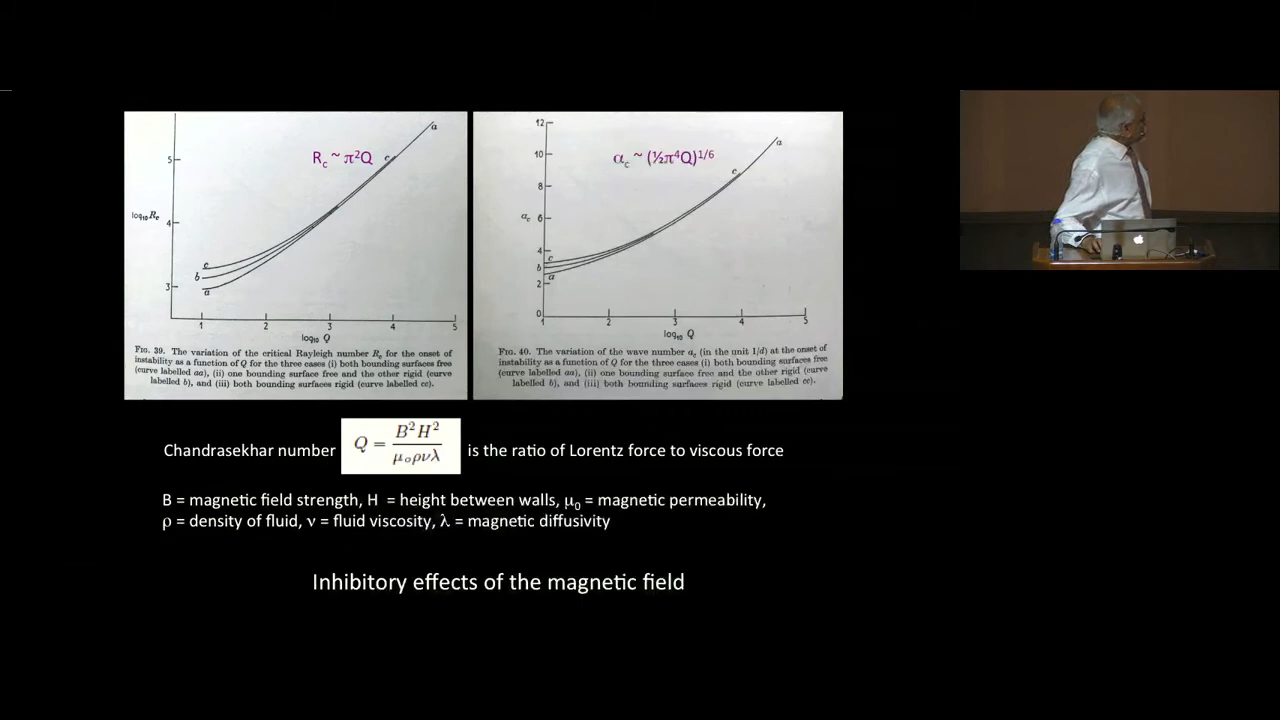 5
4
3
log₁₀ Rc
1 2 3 4 5
log₁₀ Q
a
c
c
b
a
Rc ~ π²Q
FIG. 39. The variation of the critical Rayleigh number Rc for the onset of
instability as a function of Q for the three cases (i) both bounding surfaces free
(curve labelled aa), (ii) one bounding surface free and the other rigid (curve
labelled b), and (iii) both bounding surfaces rigid (curve labelled cc).
12
10
8
6
4
2
0
ac
1 2 3 4 5
log₁₀ Q
a
c
c
b
a
αc ~ (½π⁴Q)^1/6
FIG. 40. The variation of the wave number ac (in the unit 1/d) at the onset of
instability as a function of Q for the three cases (i) both bounding surfaces free
(curve labelled aa), (ii) one bounding surface free and the other rigid (curve
labelled b), and (iii) both bounding surfaces rigid (curve labelled cc).
Chandrasekhar number Q = B²H² / μ₀ρνλ is the ratio of Lorentz force to viscous force
B = magnetic field strength, H = height between walls, μ₀ = magnetic permeability,
ρ = density of fluid, ν = fluid viscosity, λ = magnetic diffusivity
Inhibitory effects of the magnetic field